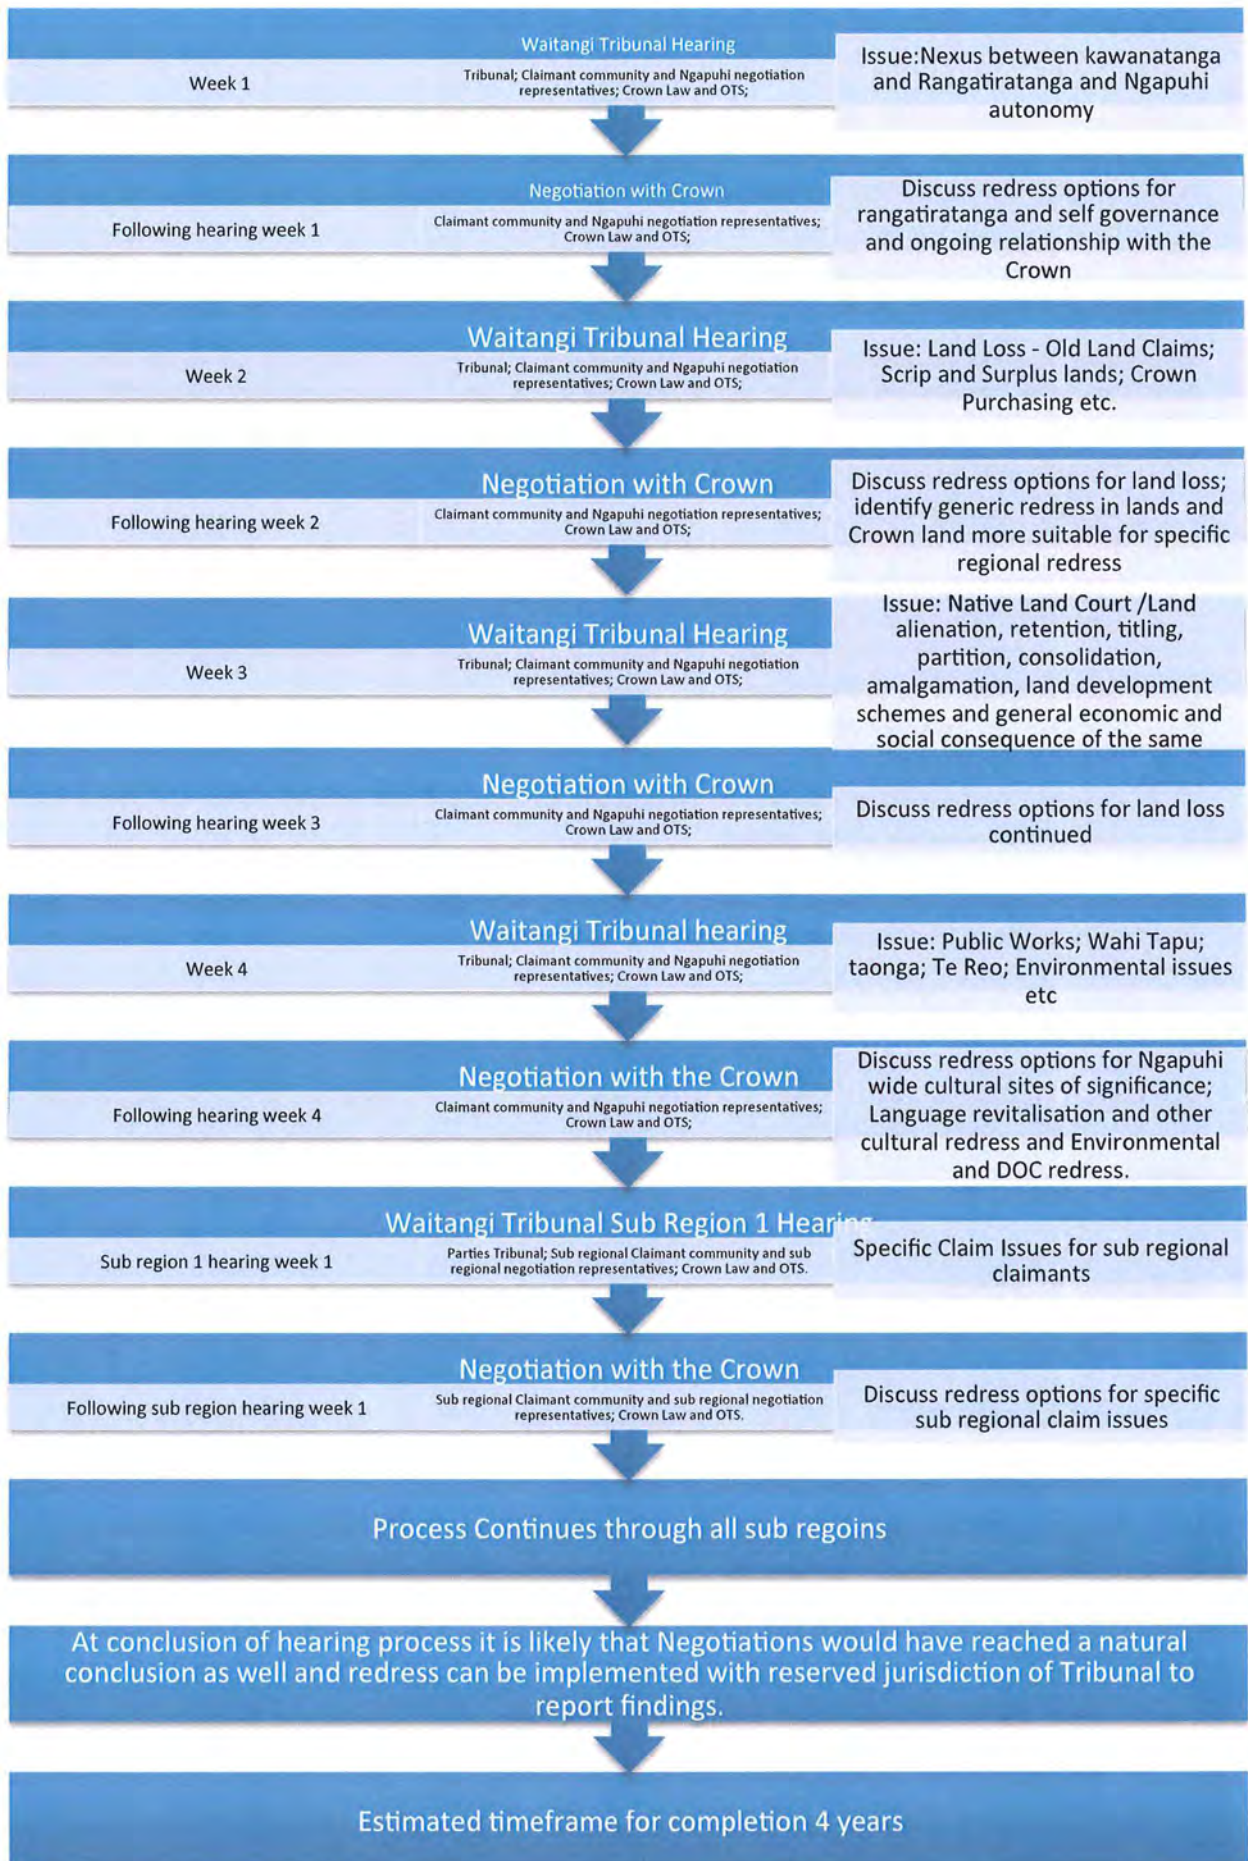 Waitangi Tribunal Hearing
Week 1
Tribunal; Claimant community and Ngapuhi negotiation
representatives; Crown Law and OTS;
Issue:Nexus between kawanatanga
and Rangatiratanga and Ngapuhi
autonomy
Negotiation with Crown
Following hearing week 1
Claimant community and Ngapuhi negotiation representatives;
Crown Law and OTS;
Discuss redress options for
rangatiratanga and self governance
and ongoing relationship with the
Crown
Waitangi Tribunal Hearing
Week 2
Tribunal; Claimant community and Ngapuhi negotiation
representatives; Crown Law and OTS;
Issue: Land Loss - Old Land Claims;
Scrip and Surplus lands; Crown
Purchasing etc.
Negotiation with Crown
Following hearing week 2
Claimant community and Ngapuhi negotiation representatives;
Crown Law and OTS;
Discuss redress options for land loss;
identify generic redress in lands and
Crown land more suitable for specific
regional redress
Waitangi Tribunal Hearing
Week 3
Tribunal; Claimant community and Ngapuhi negotiation
representatives; Crown Law and OTS;
Issue: Native Land Court /Land
alienation, retention, titling,
partition, consolidation,
amalgamation, land development
schemes and general economic and
social consequence of the same
Negotiation with Crown
Following hearing week 3
Claimant community and Ngapuhi negotiation representatives;
Crown Law and OTS;
Discuss redress options for land loss
continued
Waitangi Tribunal hearing
Week 4
Tribunal; Claimant community and Ngapuhi negotiation
representatives; Crown Law and OTS;
Issue: Public Works; Wahi Tapu;
taonga; Te Reo; Environmental issues
etc
Negotiation with the Crown
Following hearing week 4
Claimant community and Ngapuhi negotiation representatives;
Crown Law and OTS;
Discuss redress options for Ngapuhi
wide cultural sites of significance;
Language revitalisation and other
cultural redress and Environmental
and DOC redress.
Waitangi Tribunal Sub Region 1 Hearing
Sub region 1 hearing week 1
Parties Tribunal; Sub regional Claimant community and sub
regional negotiation representatives; Crown Law and OTS.
Specific Claim Issues for sub regional
claimants
Negotiation with the Crown
Following sub region hearing week 1
Sub regional Claimant community and sub regional negotiation
representatives; Crown Law and OTS.
Discuss redress options for specific
sub regional claim issues
Process Continues through all sub regoins
At conclusion of hearing process it is likely that Negotiations would have reached a natural
conclusion as well and redress can be implemented with reserved jurisdiction of Tribunal to
report findings.
Estimated timeframe for completion 4 years